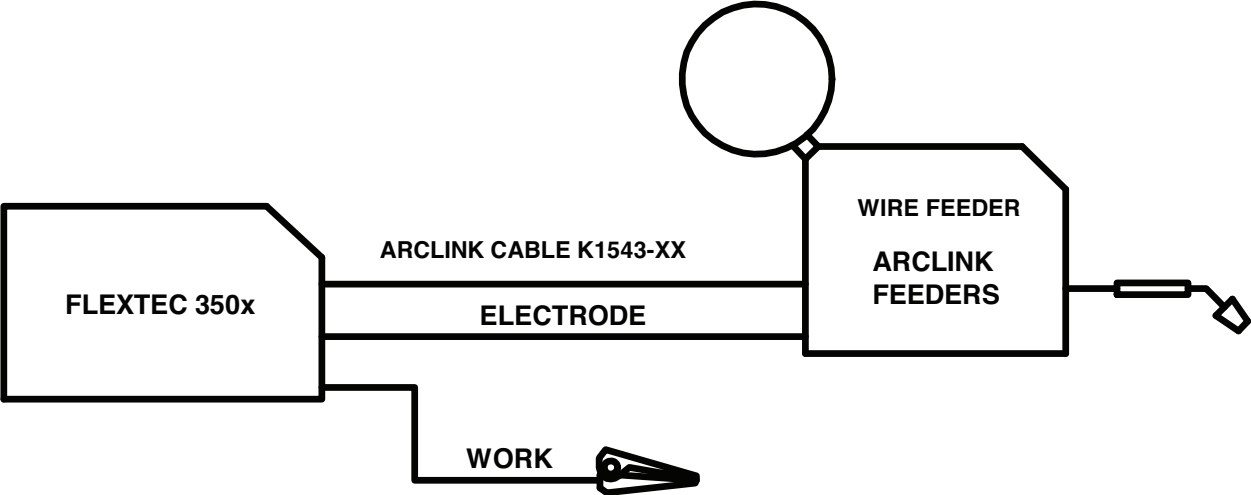 WIRE FEEDER
ARCLINK CABLE K1543-XX
ARCLINK
FEEDERS
FLEXTEC 350x
ELECTRODE
WORK